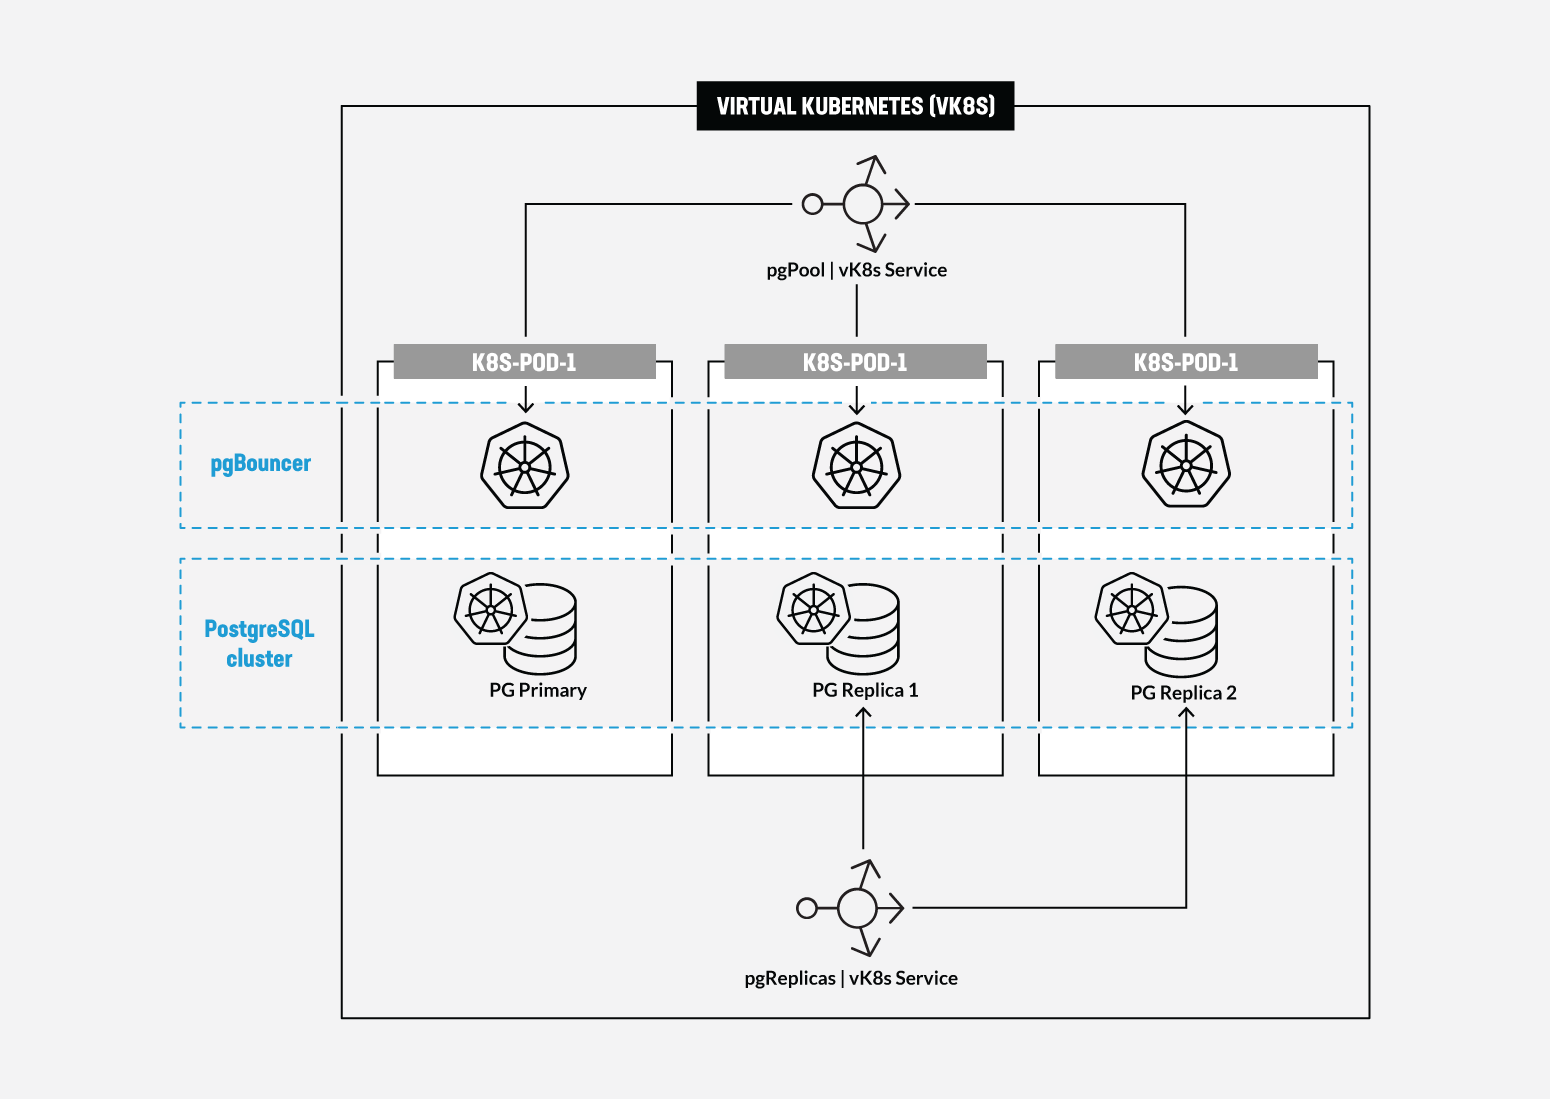 VIRTUAL KUBERNETES (VK8S)
pgPool | vK8s Service
K8S-POD-1
K8S-POD-1
K8S-POD-1
pgBouncer
PostgreSQL
cluster
PG Primary
PG Replica 1
PG Replica 2
pgReplicas | vK8s Service